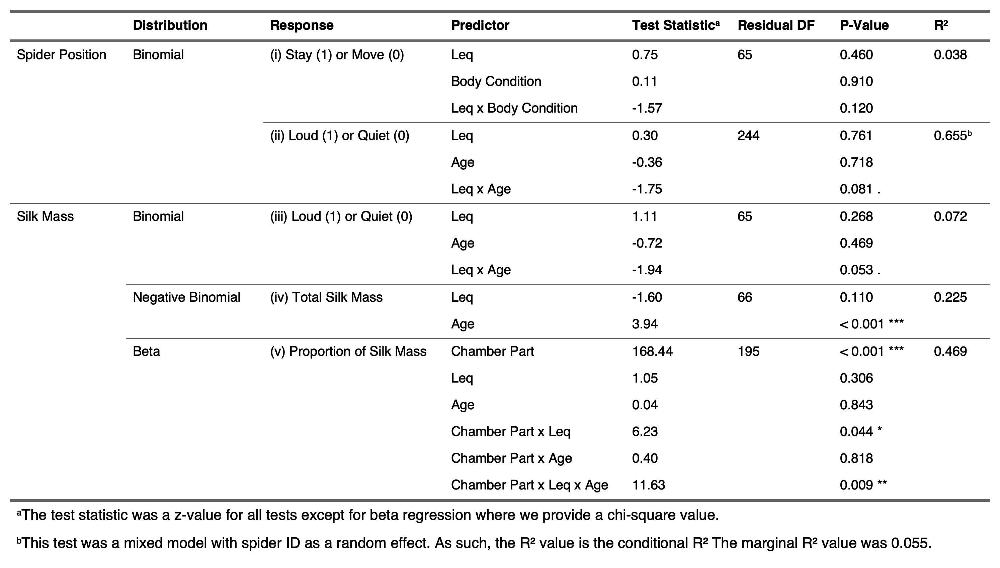 Distribution Response Predictor Test Statisticᵃ Residual DF P-Value R²
Spider Position Binomial (i) Stay (1) or Move (0) Leq 0.75 65 0.460 0.038
Body Condition 0.11 0.910
Leq x Body Condition -1.57 0.120
(ii) Loud (1) or Quiet (0) Leq 0.30 244 0.761 0.655ᵇ
Age -0.36 0.718
Leq x Age -1.75 0.081 .
Silk Mass Binomial (iii) Loud (1) or Quiet (0) Leq 1.11 65 0.268 0.072
Age -0.72 0.469
Leq x Age -1.94 0.053 .
Negative Binomial (iv) Total Silk Mass Leq -1.60 66 0.110 0.225
Age 3.94 < 0.001 ***
Beta (v) Proportion of Silk Mass Chamber Part 168.44 195 < 0.001 *** 0.469
Leq 1.05 0.306
Age 0.04 0.843
Chamber Part x Leq 6.23 0.044 *
Chamber Part x Age 0.40 0.818
Chamber Part x Leq x Age 11.63 0.009 **
ᵃThe test statistic was a z-value for all tests except for beta regression where we provide a chi-square value.
ᵇThis test was a mixed model with spider ID as a random effect. As such, the R² value is the conditional R² The marginal R² value was 0.055.